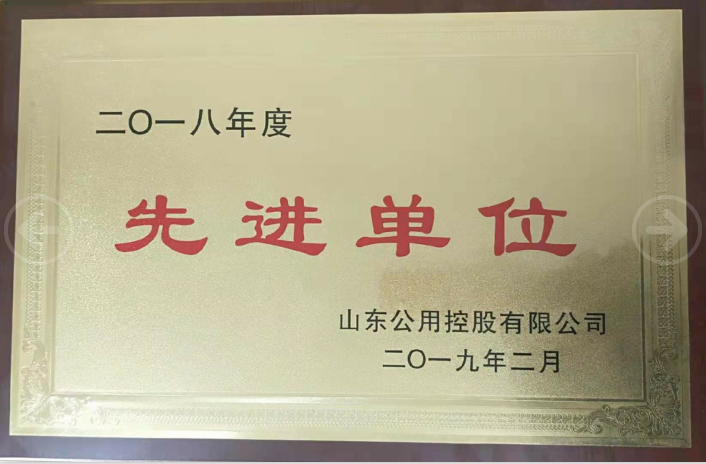 二〇一八年度
先进单位
山东公用控股有限公司
二〇一九年二月